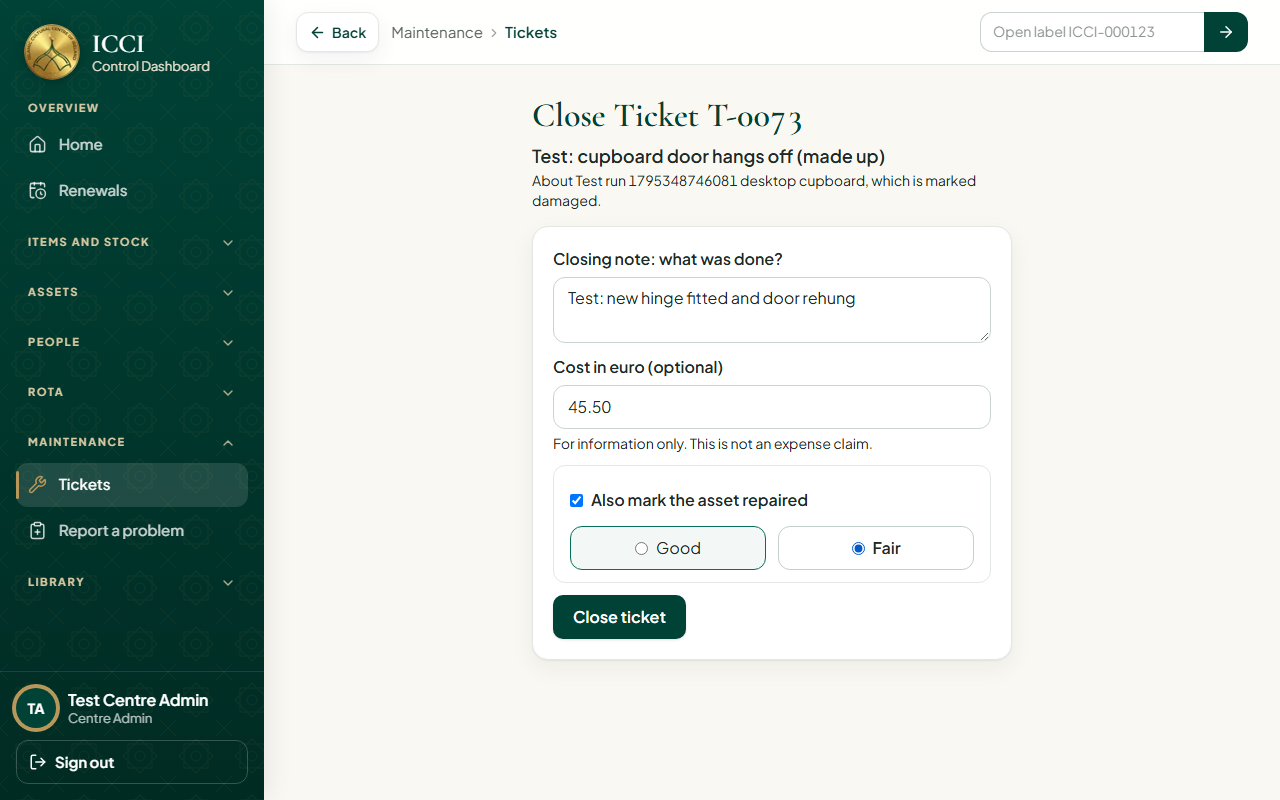 ICCI
Control Dashboard
OVERVIEW
Home
Renewals
ITEMS AND STOCK
ASSETS
PEOPLE
ROTA
MAINTENANCE
Tickets
Report a problem
LIBRARY
TA
Test Centre Admin
Centre Admin
Sign out
Back
Maintenance > Tickets
Open label ICCI-000123
Close Ticket T-0073
Test: cupboard door hangs off (made up)
About Test run 1795348746081 desktop cupboard, which is marked
damaged.
Closing note: what was done?
Test: new hinge fitted and door rehung
Cost in euro (optional)
45.50
For information only. This is not an expense claim.
Also mark the asset repaired
Good
Fair
Close ticket